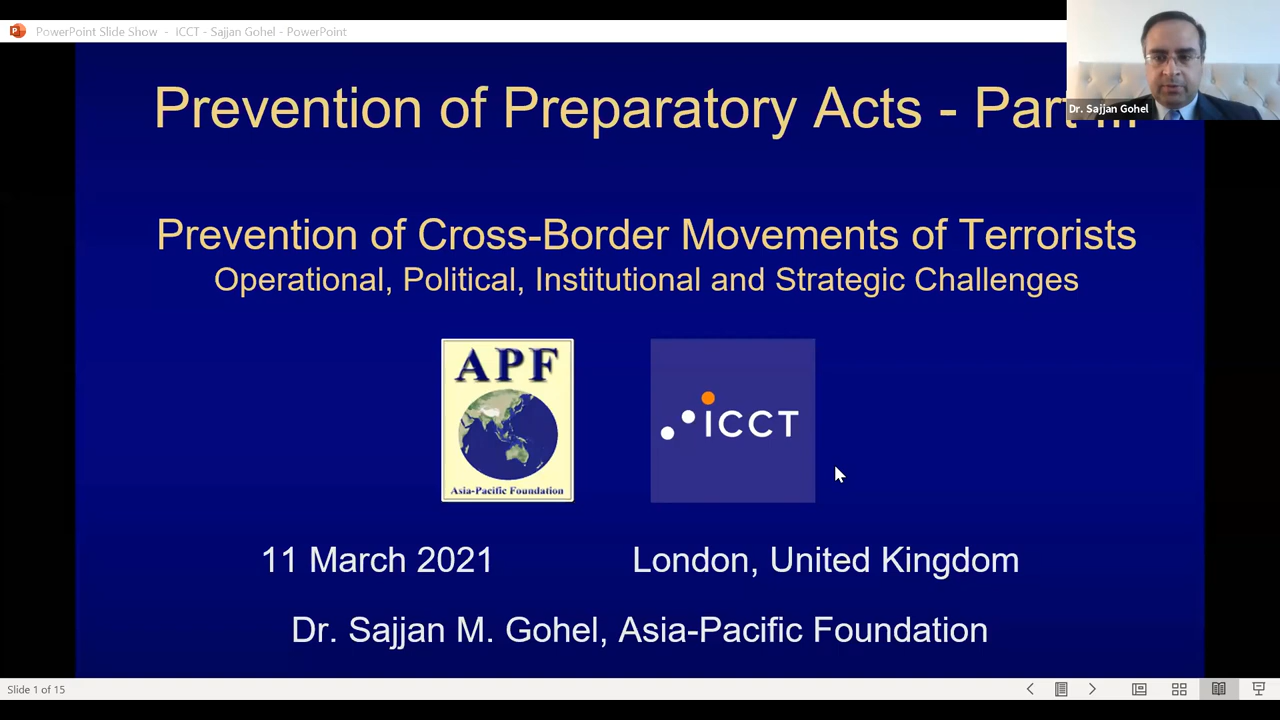 PowerPoint Slide Show - ICCT - Sajjan Gohel - PowerPoint
Dr. Sajjan Gohel
Prevention of Preparatory Acts - Part
Prevention of Cross-Border Movements of Terrorists
Operational, Political, Institutional and Strategic Challenges
APF
Asia-Pacific Foundation
ICCT
11 March 2021
London, United Kingdom
Dr. Sajjan M. Gohel, Asia-Pacific Foundation
Slide 1 of 15